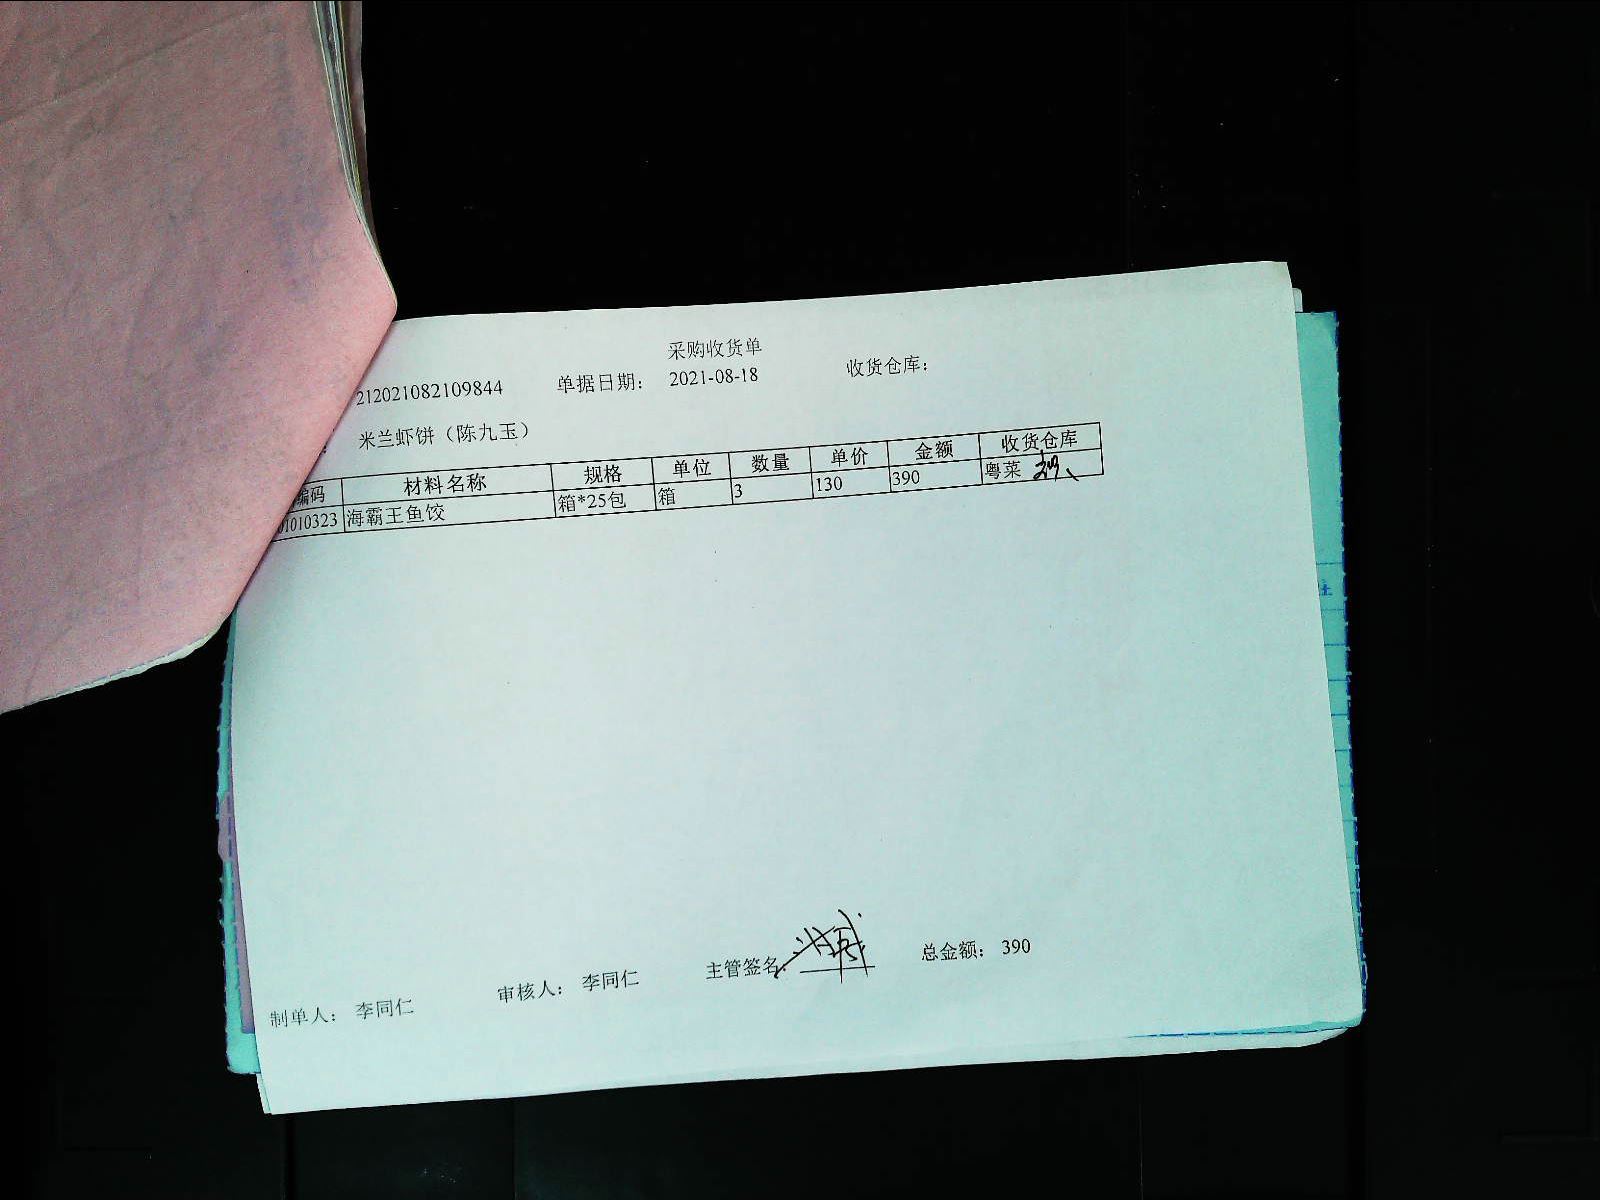 采购收货单
212021082109844 单据日期： 2021-08-18 收货仓库：
： 米兰虾饼（陈九玉）
编码 材料名称 规格 单位 数量 单价 金额 收货仓库
01010323 海霸王鱼饺 箱*25包 箱 3 130 390 粤菜
制单人： 李同仁 审核人： 李同仁 主管签名： 总金额： 390